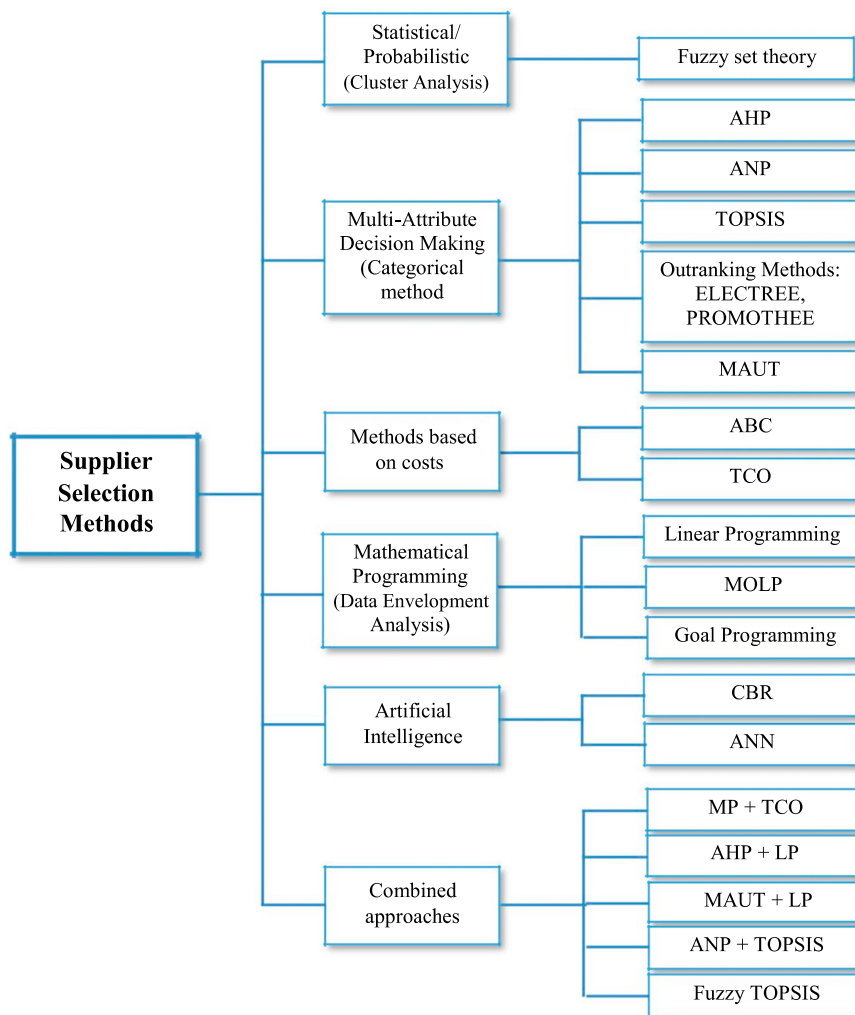 Supplier
Selection
Methods
Statistical/
Probabilistic
(Cluster Analysis)
Fuzzy set theory
Multi-Attribute
Decision Making
(Categorical
method
AHP
ANP
TOPSIS
Outranking Methods:
ELECTREE,
PROMOTHEE
MAUT
Methods based
on costs
ABC
TCO
Mathematical
Programming
(Data Envelopment
Analysis)
Linear Programming
MOLP
Goal Programming
Artificial
Intelligence
CBR
ANN
Combined
approaches
MP + TCO
AHP + LP
MAUT + LP
ANP + TOPSIS
Fuzzy TOPSIS